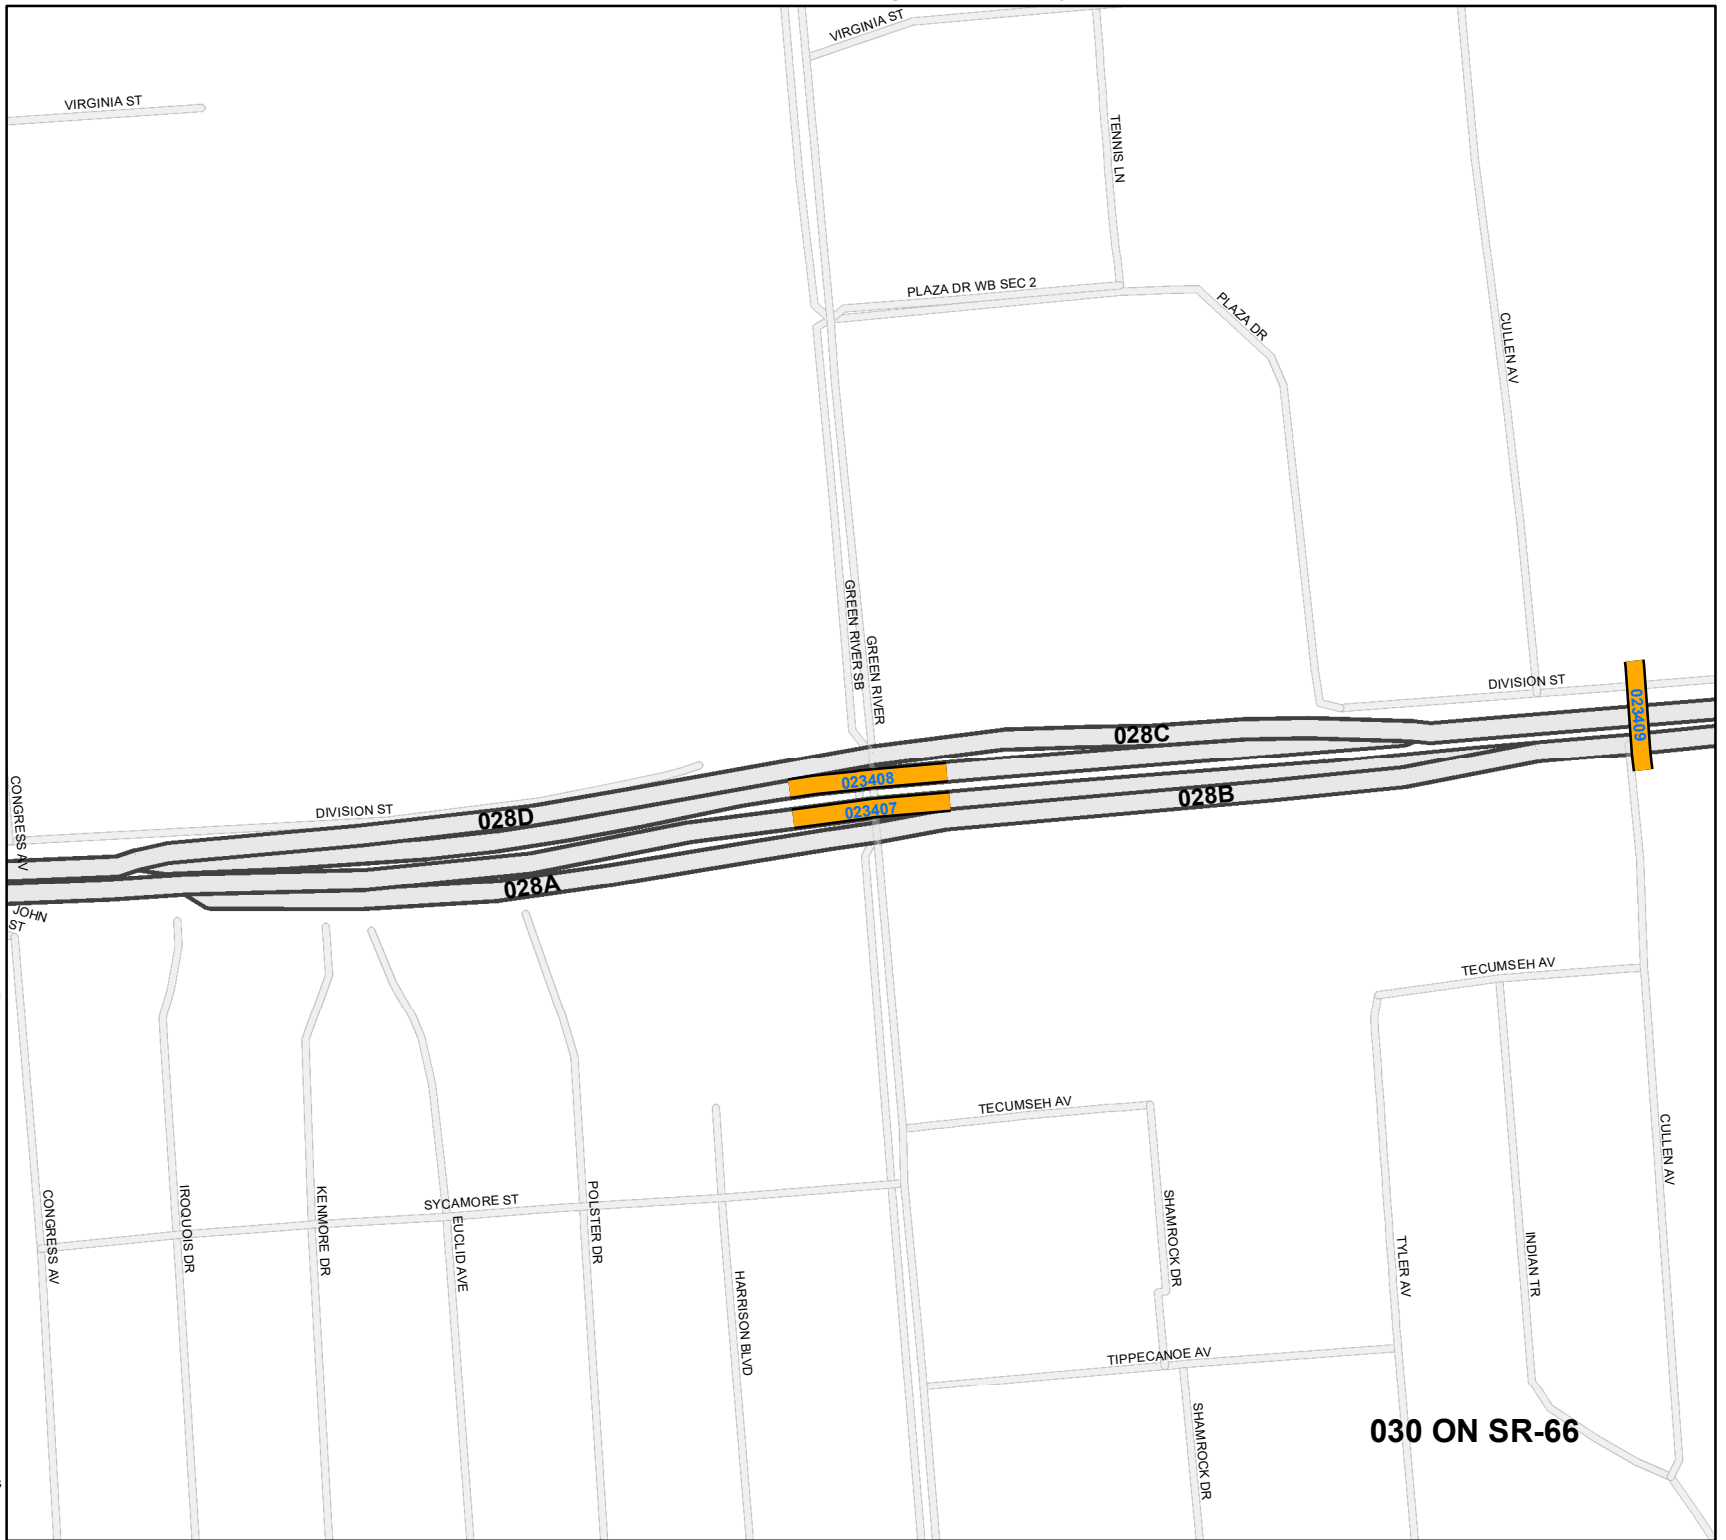 VIRGINIA ST
VIRGINIA ST
TENNIS LN
PLAZA DR WB SEC 2
PLAZA DR
CULLEN AV
GREEN RIVER SB
GREEN RIVER
DIVISION ST
023409
028C
023408
023407
028B
DIVISION ST
028D
028A
CONGRESS AV
JOHN
ST
TECUMSEH AV
TECUMSEH AV
CULLEN AV
SYCAMORE ST
CONGRESS AV
IROQUOIS DR
KENMORE DR
EUCLID AVE
POLSTER DR
HARRISON BLVD
SHAMROCK DR
TYLER AV
INDIAN TR
TIPPECANOE AV
SHAMROCK DR
030 ON SR-66